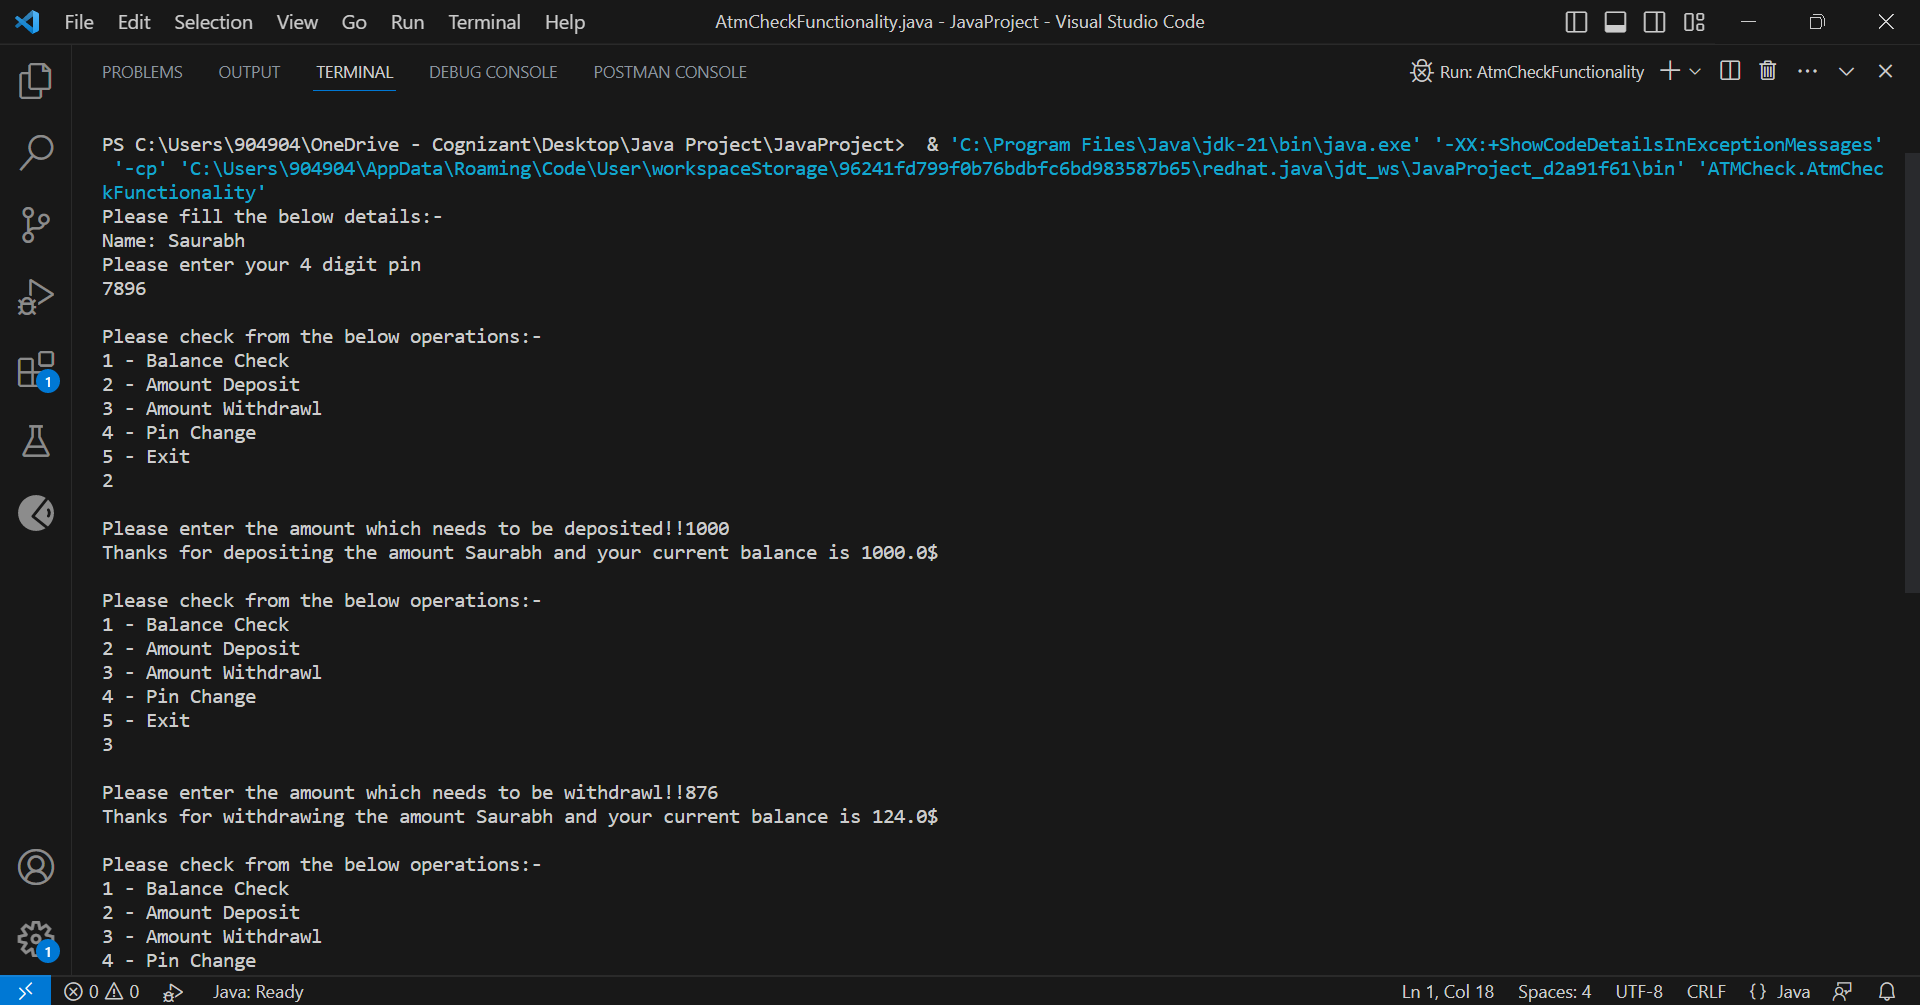 File Edit Selection View Go Run Terminal Help AtmCheckFunctionality.java - JavaProject - Visual Studio Code
PROBLEMS OUTPUT TERMINAL DEBUG CONSOLE POSTMAN CONSOLE Run: AtmCheckFunctionality
PS C:\Users\904904\OneDrive - Cognizant\Desktop\Java Project\JavaProject>  & 'C:\Program Files\Java\jdk-21\bin\java.exe' '-XX:+ShowCodeDetailsInExceptionMessages'
'-cp' 'C:\Users\904904\AppData\Roaming\Code\User\workspaceStorage\96241fd799f0b76bdbfc6bd983587b65\redhat.java\jdt_ws\JavaProject_d2a91f61\bin' 'ATMCheck.AtmChec
kFunctionality'
Please fill the below details:-
Name: Saurabh
Please enter your 4 digit pin
7896
Please check from the below operations:-
1 - Balance Check
2 - Amount Deposit
3 - Amount Withdrawl
4 - Pin Change
5 - Exit
2
Please enter the amount which needs to be deposited!!1000
Thanks for depositing the amount Saurabh and your current balance is 1000.0$
Please check from the below operations:-
1 - Balance Check
2 - Amount Deposit
3 - Amount Withdrawl
4 - Pin Change
5 - Exit
3
Please enter the amount which needs to be withdrawl!!876
Thanks for withdrawing the amount Saurabh and your current balance is 124.0$
Please check from the below operations:-
1 - Balance Check
2 - Amount Deposit
3 - Amount Withdrawl
4 - Pin Change
1
1
0 0 Java: Ready Ln 1, Col 18 Spaces: 4 UTF-8 CRLF {} Java